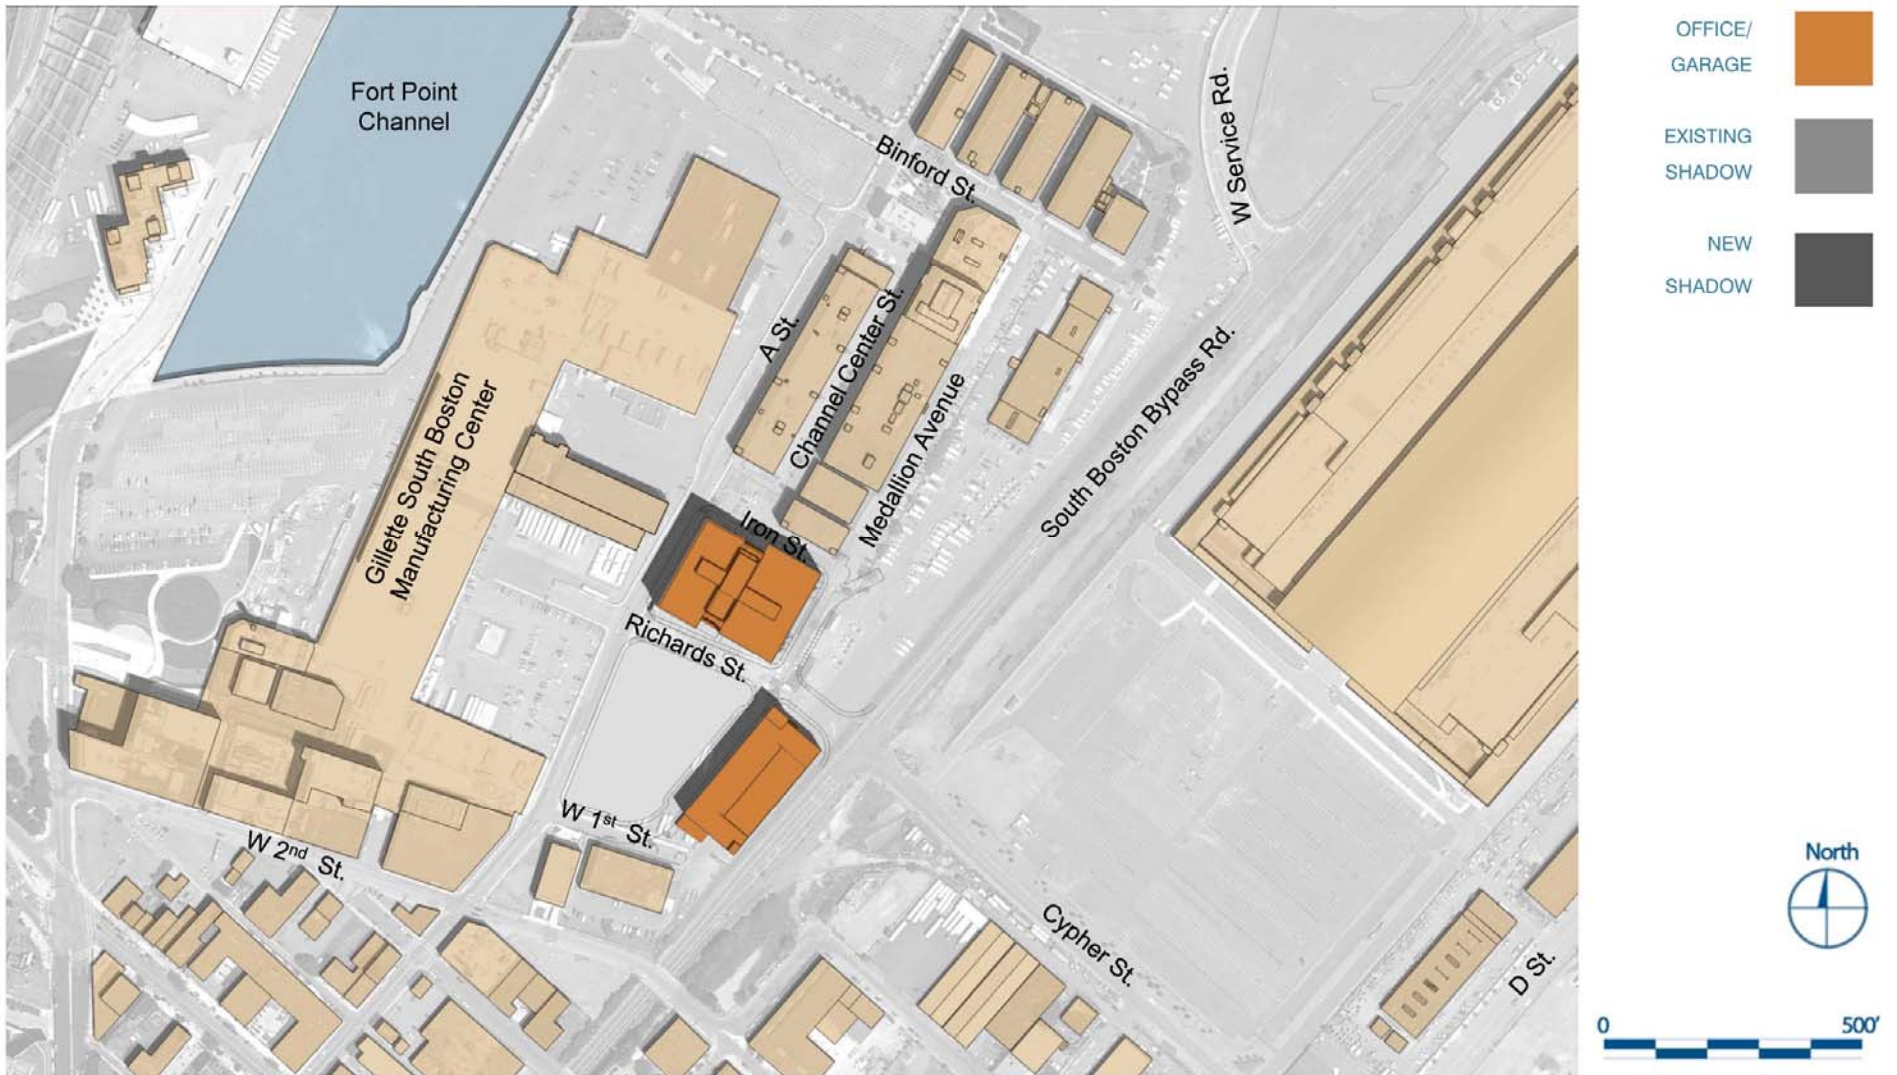 Fort Point
Channel
Binford St.
W Service Rd.
A St.
Channel Center St.
Medallion Avenue
South Boston Bypass Rd.
Gillette South Boston
Manufacturing Center
Iron St.
Richards St.
W 1st St.
W 2nd St.
Cypher St.
D St.
OFFICE/
GARAGE
EXISTING
SHADOW
NEW
SHADOW
North
0 500'